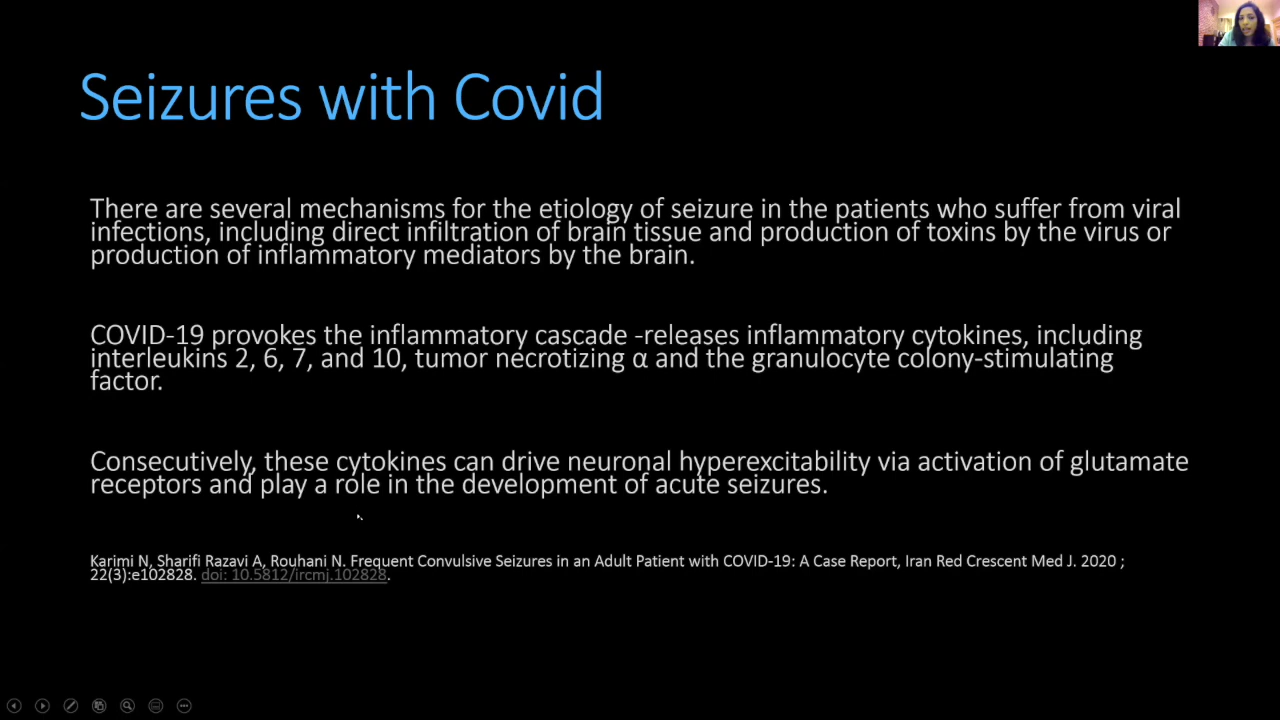 Seizures with Covid
There are several mechanisms for the etiology of seizure in the patients who suffer from viral
infections, including direct infiltration of brain tissue and production of toxins by the virus or
production of inflammatory mediators by the brain.
COVID-19 provokes the inflammatory cascade -releases inflammatory cytokines, including
interleukins 2, 6, 7, and 10, tumor necrotizing α and the granulocyte colony-stimulating
factor.
Consecutively, these cytokines can drive neuronal hyperexcitability via activation of glutamate
receptors and play a role in the development of acute seizures.
Karimi N, Sharifi Razavi A, Rouhani N. Frequent Convulsive Seizures in an Adult Patient with COVID-19: A Case Report, Iran Red Crescent Med J. 2020 ;
22(3):e102828. doi: 10.5812/ircmj.102828.